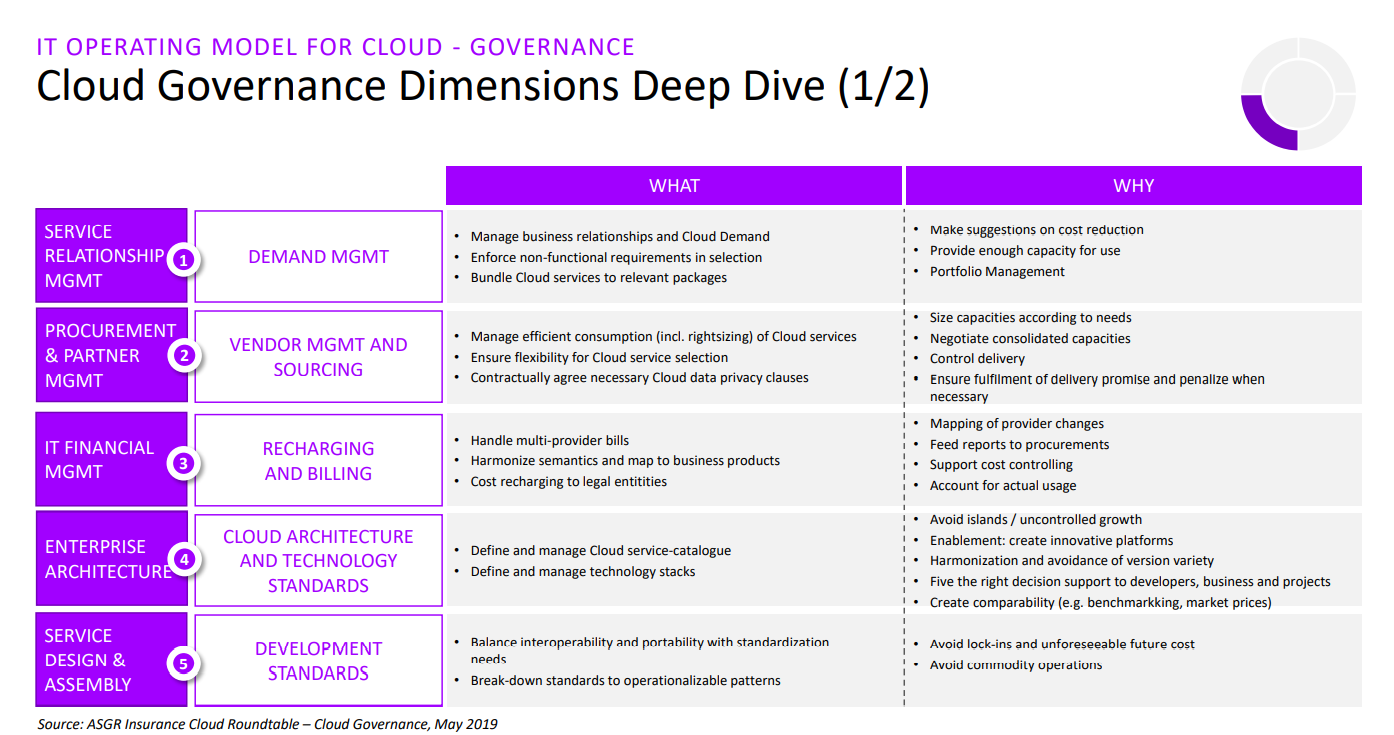 IT OPERATING MODEL FOR CLOUD - GOVERNANCE
Cloud Governance Dimensions Deep Dive (1/2)
WHAT
WHY
SERVICE
RELATIONSHIP
MGMT
1
DEMAND MGMT
• Manage business relationships and Cloud Demand
• Enforce non-functional requirements in selection
• Bundle Cloud services to relevant packages
• Make suggestions on cost reduction
• Provide enough capacity for use
• Portfolio Management
PROCUREMENT
& PARTNER
MGMT
2
VENDOR MGMT AND
SOURCING
• Manage efficient consumption (incl. rightsizing) of Cloud services
• Ensure flexibility for Cloud service selection
• Contractually agree necessary Cloud data privacy clauses
• Size capacities according to needs
• Negotiate consolidated capacities
• Control delivery
• Ensure fulfilment of delivery promise and penalize when
necessary
IT FINANCIAL
MGMT
3
RECHARGING
AND BILLING
• Handle multi-provider bills
• Harmonize semantics and map to business products
• Cost recharging to legal entitities
• Mapping of provider changes
• Feed reports to procurements
• Support cost controlling
• Account for actual usage
ENTERPRISE
ARCHITECTURE
4
CLOUD ARCHITECTURE
AND TECHNOLOGY
STANDARDS
• Define and manage Cloud service-catalogue
• Define and manage technology stacks
• Avoid islands / uncontrolled growth
• Enablement: create innovative platforms
• Harmonization and avoidance of version variety
• Five the right decision support to developers, business and projects
• Create comparability (e.g. benchmarkking, market prices)
SERVICE
DESIGN &
ASSEMBLY
5
DEVELOPMENT
STANDARDS
• Balance interoperability and portability with standardization
needs
• Break-down standards to operationalizable patterns
• Avoid lock-ins and unforeseeable future cost
• Avoid commodity operations
Source: ASGR Insurance Cloud Roundtable – Cloud Governance, May 2019